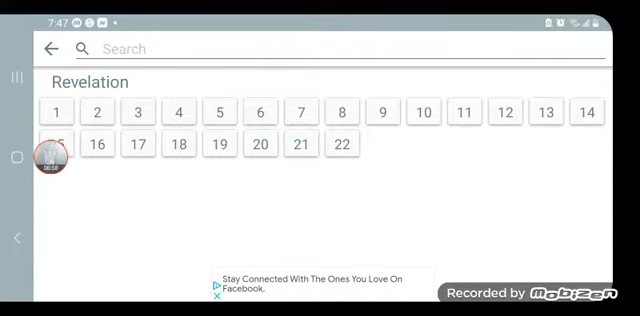 7:47
Search
Revelation
1 2 3 4 5 6 7 8 9 10 11 12 13 14
16 17 18 19 20 21 22
06:58
Stay Connected With The Ones You Love On
Facebook.
Recorded by MOBIZEN